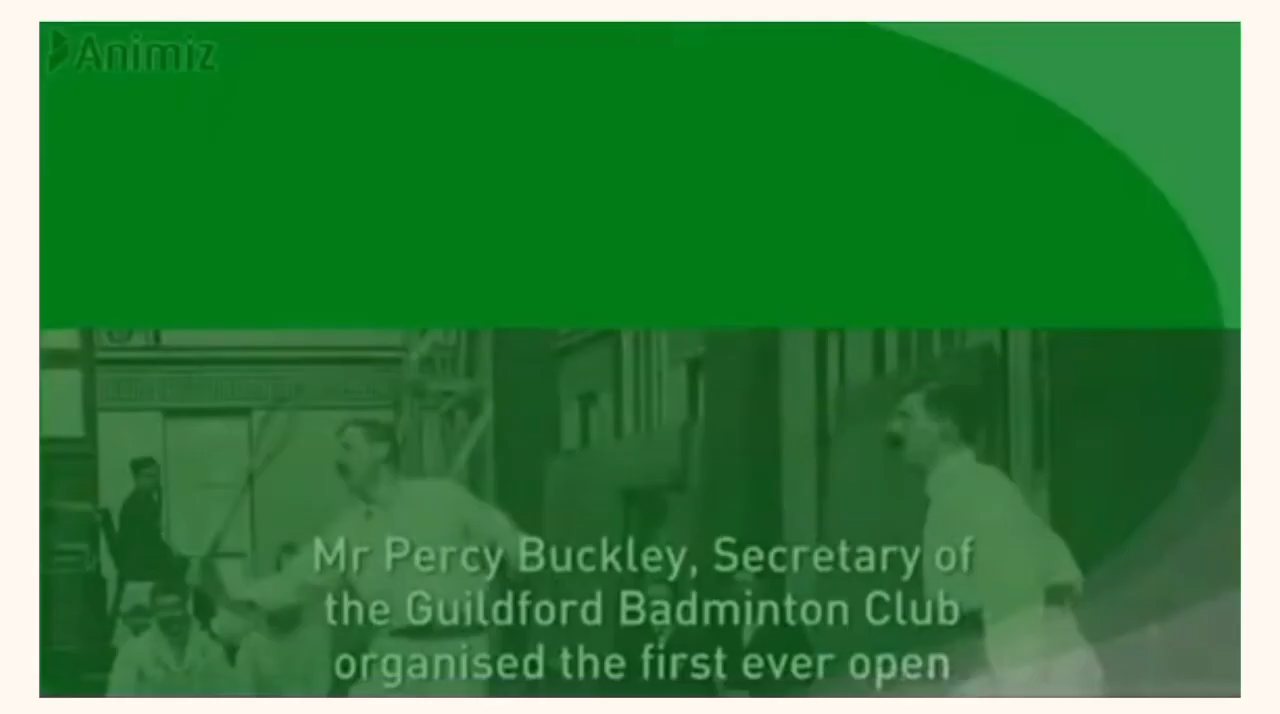 Animiz
Mr Percy Buckley, Secretary of
the Guildford Badminton Club
organised the first ever open